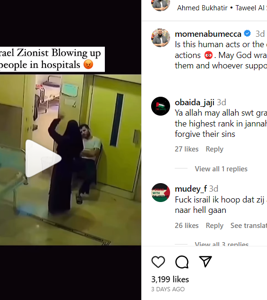 Ahmed Bukhatir • Taweel Al S
rael Zionist Blowing up
people in hospitals 😡
momenabumecca 3d
Is this human acts or the
actions . May God wra
them and whoever suppo
obaida_jaji 3d
Ya allah may allah swt gra
the highest rank in jannah
forgive their sins
27 likes Reply
View all 1 replies
mudey_f 3d
Fuck israil ik hoop dat zij
naar hell gaan
26 likes Reply See translat
View all 3 replies
3,199 likes
3 DAYS AGO